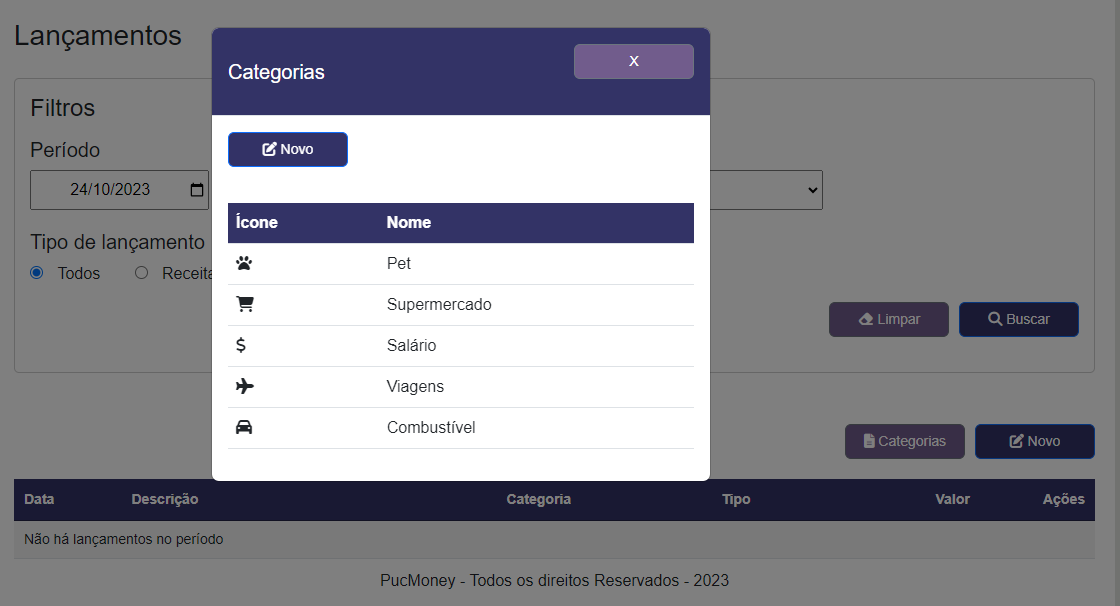 Lançamentos
Categorias
X
Filtros
Período
Novo
24/10/2023
Ícone Nome
Tipo de lançamento
Todos Receita
Pet
Supermercado
Limpar Buscar
Salário
Viagens
Combustível
Categorias Novo
Data Descrição Categoria Tipo Valor Ações
Não há lançamentos no período
PucMoney - Todos os direitos Reservados - 2023